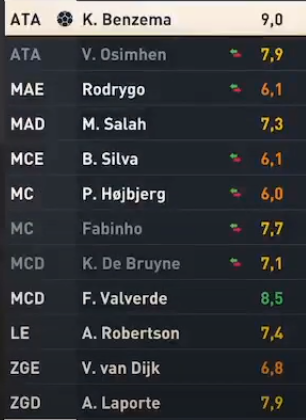 ATA K. Benzema 9,0
ATA V. Osimhen 7,9
MAE Rodrygo 6,1
MAD M. Salah 7,3
MCE B. Silva 6,1
MC P. Højbjerg 6,0
MC Fabinho 7,7
MCD K. De Bruyne 7,1
MCD F. Valverde 8,5
LE A. Robertson 7,4
ZGE V. van Dijk 6,8
ZGD A. Laporte 7,9